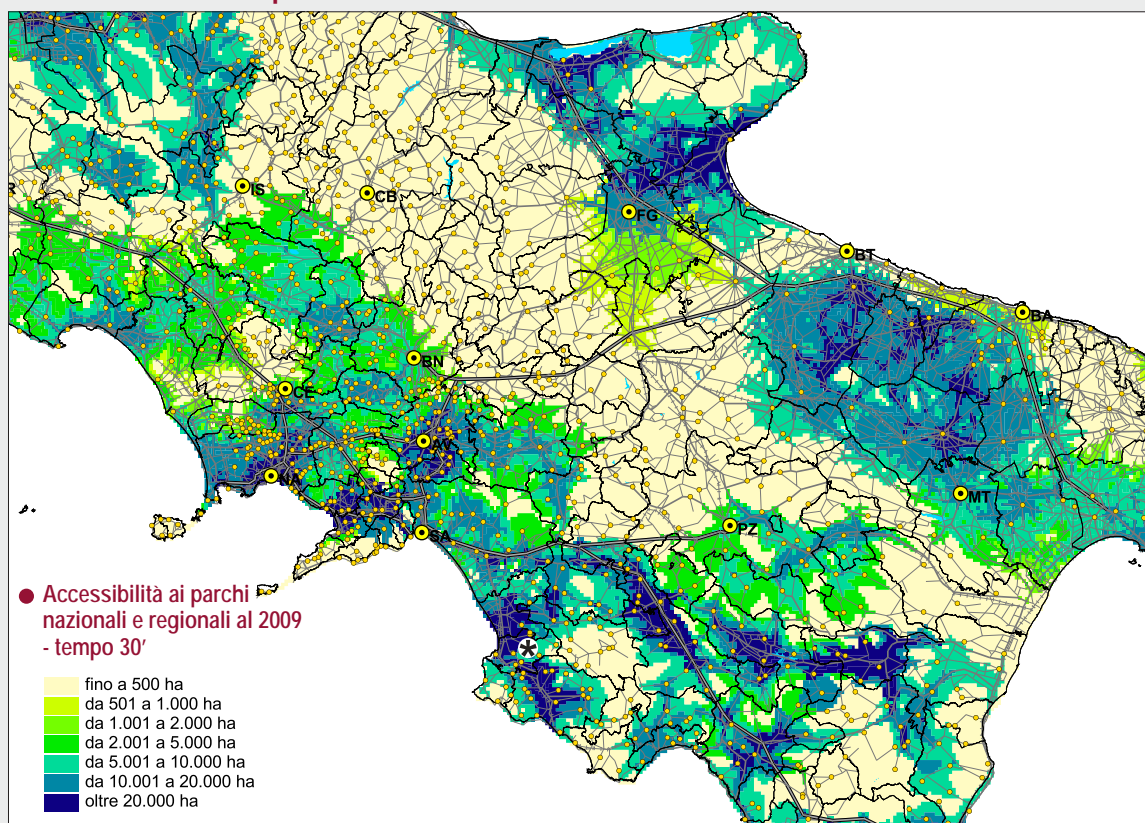 IS
CB
FG
BT
BA
BN
CE
AV
NA
MT
SA
PZ
Accessibilità ai parchi
nazionali e regionali al 2009
- tempo 30'
fino a 500 ha
da 501 a 1.000 ha
da 1.001 a 2.000 ha
da 2.001 a 5.000 ha
da 5.001 a 10.000 ha
da 10.001 a 20.000 ha
oltre 20.000 ha